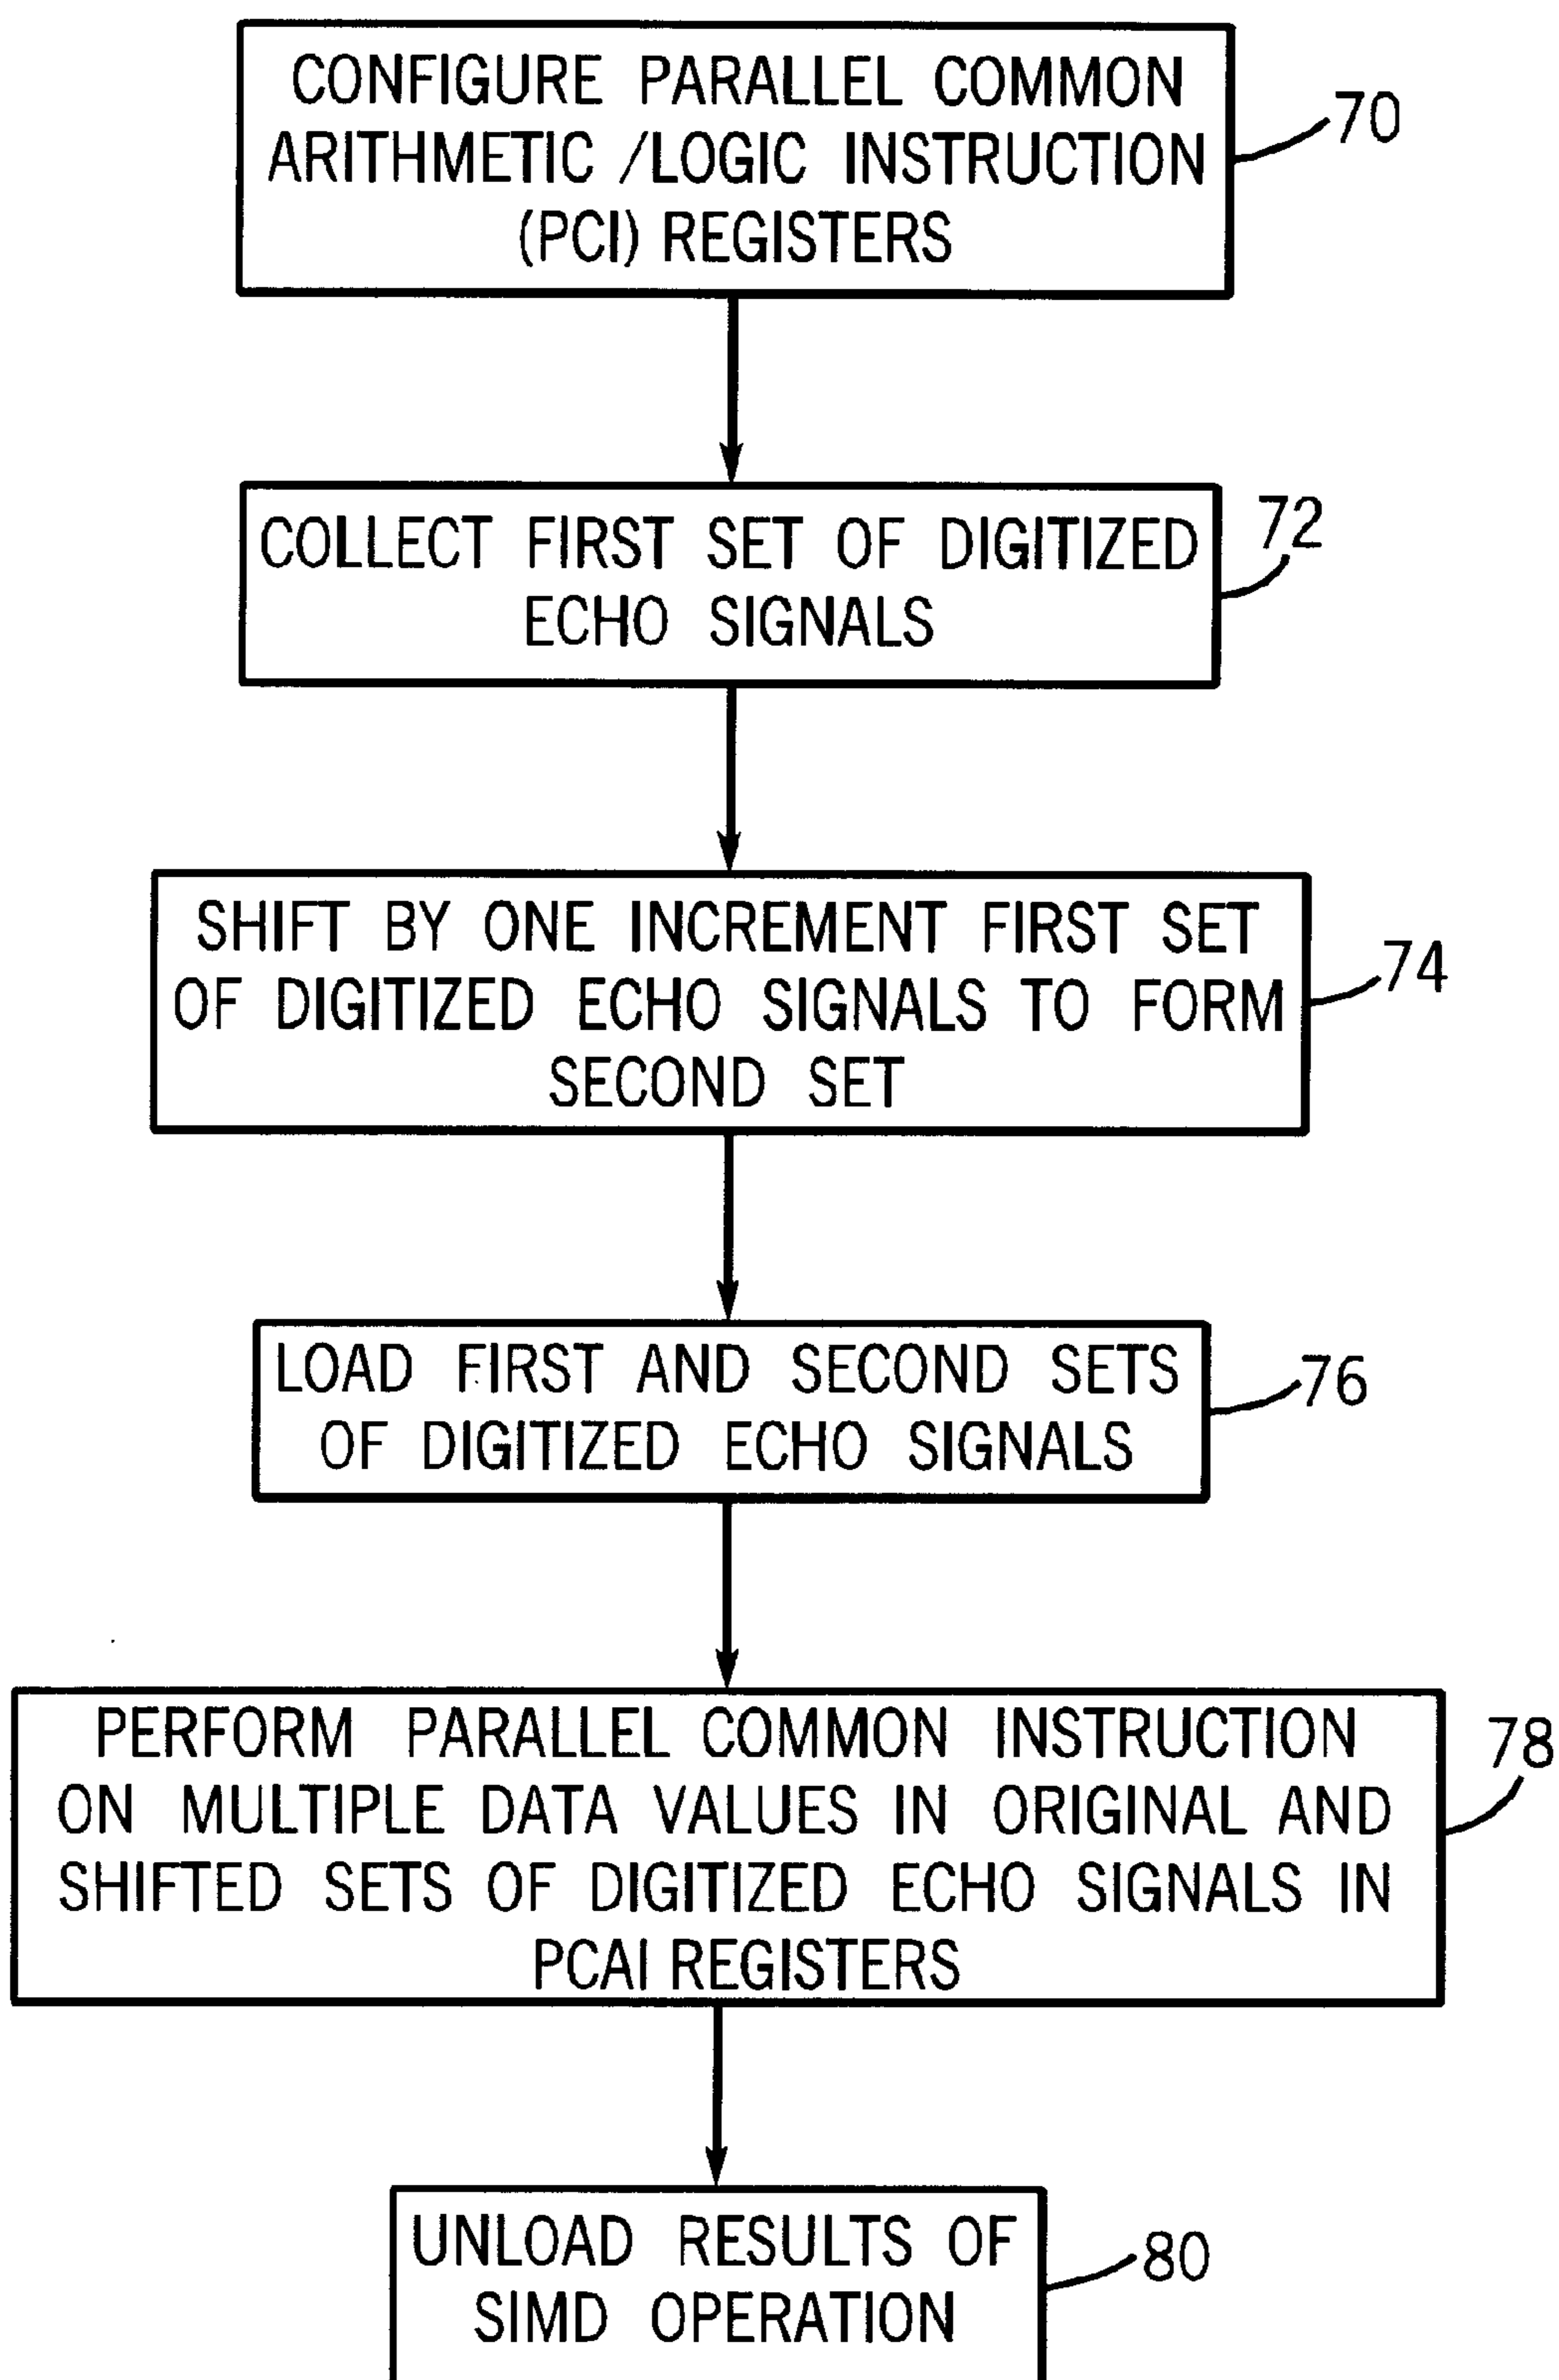 CONFIGURE PARALLEL COMMON
ARITHMETIC /LOGIC INSTRUCTION
(PCI) REGISTERS
70
COLLECT FIRST SET OF DIGITIZED
ECHO SIGNALS
72
SHIFT BY ONE INCREMENT FIRST SET
OF DIGITIZED ECHO SIGNALS TO FORM
SECOND SET
74
LOAD FIRST AND SECOND SETS
OF DIGITIZED ECHO SIGNALS
76
PERFORM PARALLEL COMMON INSTRUCTION
ON MULTIPLE DATA VALUES IN ORIGINAL AND
SHIFTED SETS OF DIGITIZED ECHO SIGNALS IN
PCAI REGISTERS
78
UNLOAD RESULTS OF
SIMD OPERATION
80